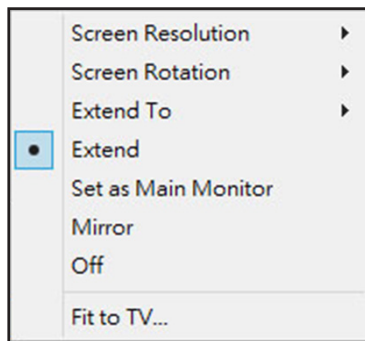 Screen Resolution
Screen Rotation
Extend To
Extend
Set as Main Monitor
Mirror
Off
Fit to TV...